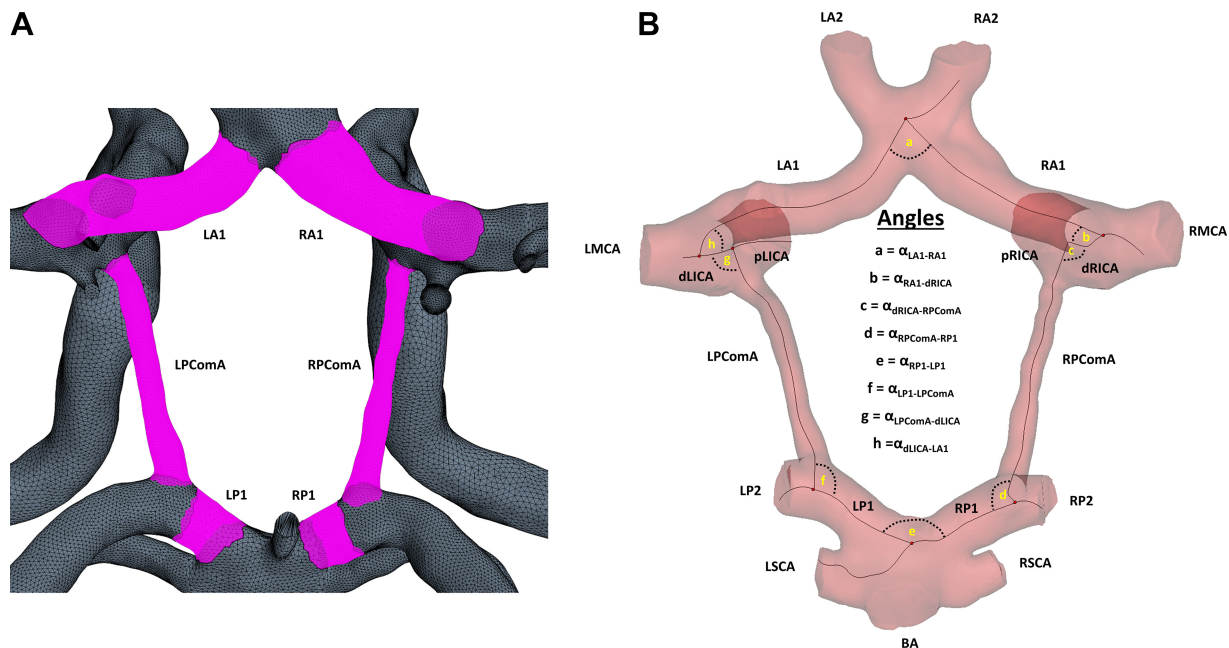 A
LA1
RA1
LPComA
RPComA
LP1
RP1
B
LA2
RA2
LA1
RA1
a
Angles
LMCA
RMCA
h
g
b
c
dLICA
pLICA
pRICA
dRICA
a = αLA1-RA1
b = αRA1-dRICA
c = αdRICA-RPComA
d = αRPComA-RP1
e = αRP1-LP1
f = αLP1-LPComA
g = αLPComA-dLICA
h =αdLICA-LA1
LPComA
RPComA
f
d
LP2
RP2
LP1
RP1
e
LSCA
RSCA
BA